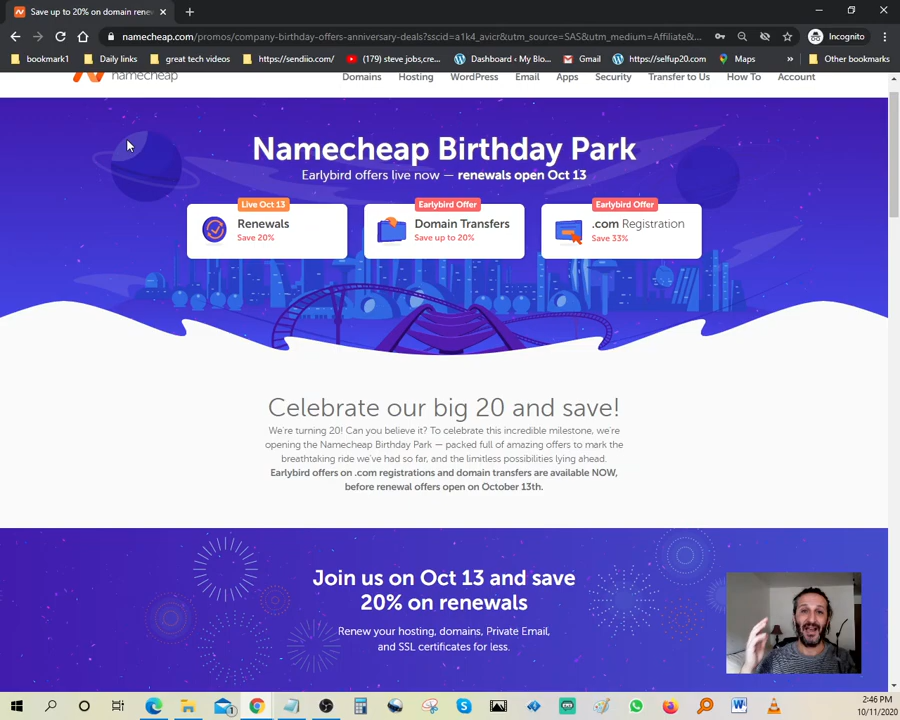 Save up to 20% on domain rene
namecheap.com/promos/company-birthday-offers-anniversary-deals?sscid=a1k4_avicr&utm_source=SAS&utm_medium=Affiliate&...
Incognito
bookmark1
Daily links
great tech videos
https://sendiio.com/
(179) steve jobs,cre...
Dashboard ‹ My Blo...
Gmail
https://selfup20.com
Maps
»
Other bookmarks
namecheap
Domains
Hosting
WordPress
Email
Apps
Security
Transfer to Us
How To
Account
Namecheap Birthday Park
Earlybird offers live now — renewals open Oct 13
Live Oct 13
Renewals
Save 20%
Earlybird Offer
Domain Transfers
Save up to 20%
Earlybird Offer
.com Registration
Save 33%
Celebrate our big 20 and save!
We're turning 20! Can you believe it? To celebrate this incredible milestone, we're
opening the Namecheap Birthday Park — packed full of amazing offers to mark the
breathtaking ride we've had so far, and the limitless possibilities lying ahead.
Earlybird offers on .com registrations and domain transfers are available NOW,
before renewal offers open on October 13th.
Join us on Oct 13 and save
20% on renewals
Renew your hosting, domains, Private Email,
and SSL certificates for less.
2:46 PM
10/11/2020